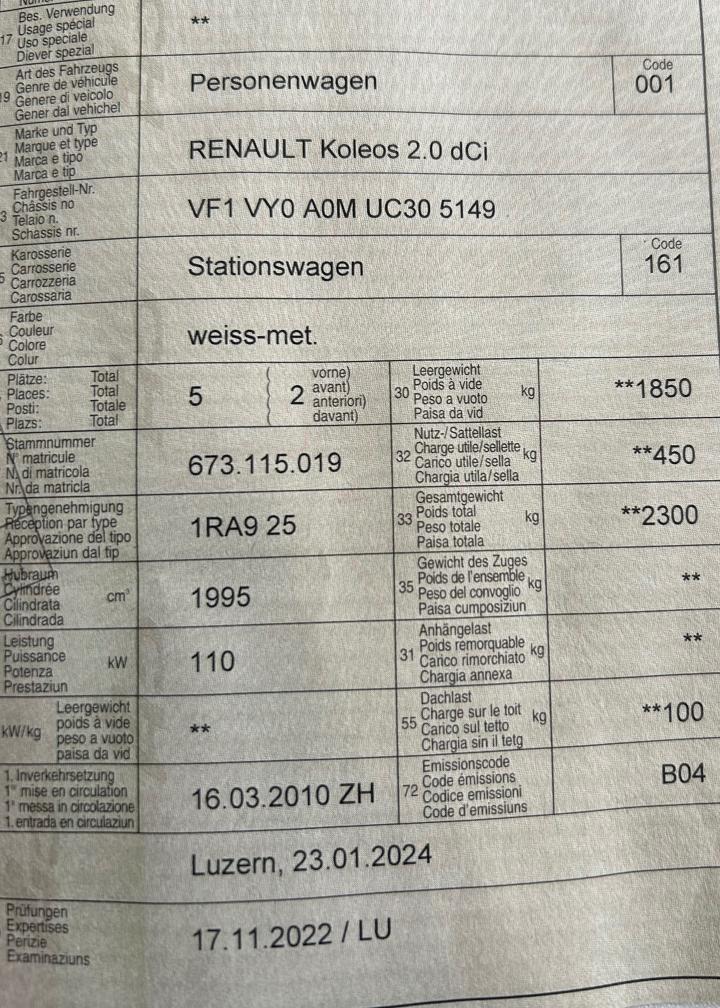 Bes. Verwendung
17 Usage spécial **
Uso speciale
Diever spezial
Art des Fahrzeugs
19 Genre de véhicule Personenwagen Code
Genere di veicolo 001
Gener dal vehichel
Marke und Typ
21 Marque et type RENAULT Koleos 2.0 dCi
Marca e tipo
Marca e tip
Fahrgestell-Nr.
Châssis no VF1 VY0 A0M UC30 5149
Telaio n.
Schassis nr.
Karosserie
Carrosserie Stationswagen Code
Carrozzeria 161
Carossaria
Farbe
Couleur weiss-met.
Colore
Colur
Plätze: Total
Places: Total
Posti: Totale
Plazs: Total
5 2
vorne)
avant)
anteriori)
davant)
30 Leergewicht
Poids à vide kg **1850
Peso a vuoto
Paisa da vid
Stammnummer
N° matricule 673.115.019
N. di matricola
Nr. da matricla
32 Nutz-/Sattellast
Charge utile/sellette kg **450
Carico utile/sella
Chargia utila/sella
Typengenehmigung
Réception par type 1RA9 25
Approvazione del tipo
Approvaziun dal tip
33 Gesamtgewicht
Poids total kg **2300
Peso totale
Paisa totala
Hubraum
Cylindrée cm³ 1995
Cilindrata
Cilindrada
35 Gewicht des Zuges
Poids de l'ensemble kg **
Peso del convoglio
Paisa cumposiziun
Leistung
Puissance kW 110
Potenza
Prestaziun
31 Anhängelast
Poids remorquable kg **
Carico rimorchiato
Chargia annexa
kW/kg Leergewicht
poids à vide **
peso a vuoto
paisa da vid
55 Dachlast
Charge sur le toit kg **100
Carico sul tetto
Chargia sin il tetg
1. Inverkehrsetzung
1re mise en circulation 16.03.2010 ZH
1a messa in circolazione
1. entrada en circulaziun
72 Emissionscode
Code émissions B04
Codice emissioni
Code d'emissiuns
Luzern, 23.01.2024
Prüfungen
Expertises 17.11.2022 / LU
Perizie
Examinaziuns